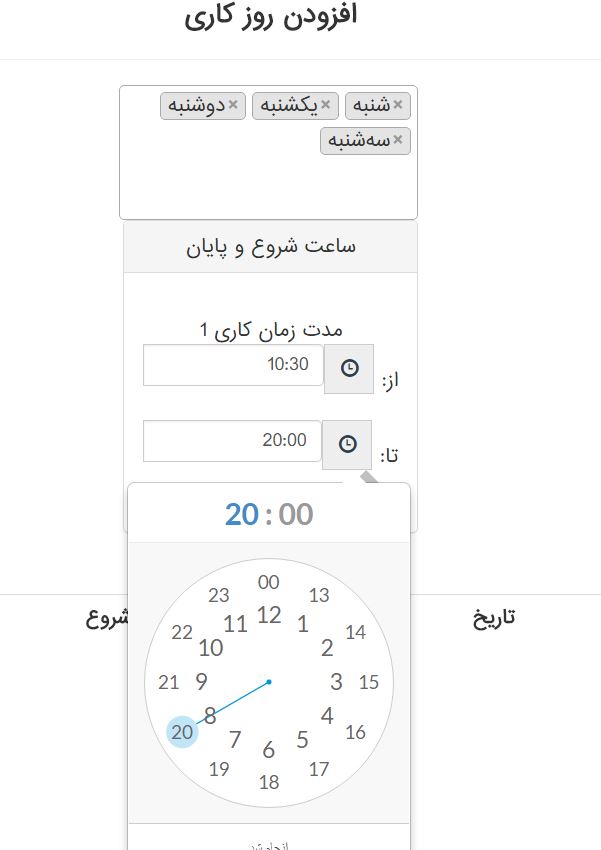 افزودن روز کاری
×شنبه ×یکشنبه ×دوشنبه
×سه‌شنبه
ساعت شروع و پایان
مدت زمان کاری 1
از: 10:30
تا: 20:00
20 : 00
تاریخ
00
23 13
12
11 1
22 14
10 2
21 9 3 15
8 4
20 16
7 5
6
19 17
18